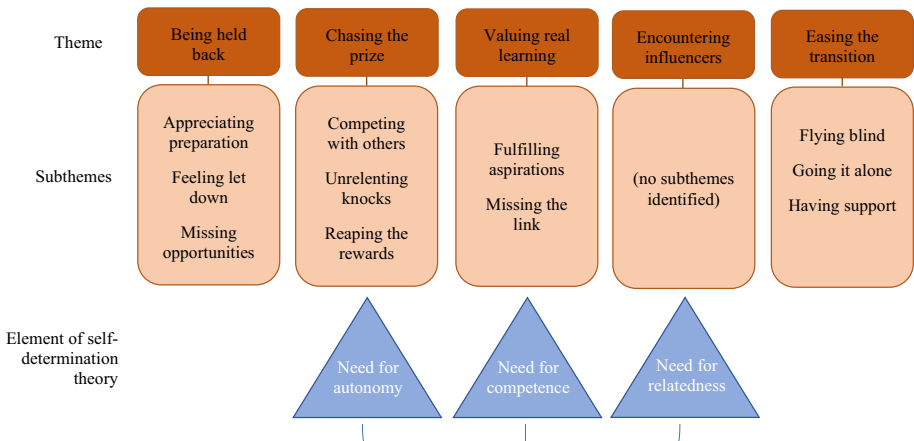 Theme
Being held
back
Chasing the
prize
Valuing real
learning
Encountering
influencers
Easing the
transition
Subthemes
Appreciating
preparation
Feeling let
down
Missing
opportunities
Competing
with others
Unrelenting
knocks
Reaping the
rewards
Fulfilling
aspirations
Missing the
link
(no subthemes
identified)
Flying blind
Going it alone
Having support
Element of self-
determination
theory
Need for
autonomy
Need for
competence
Need for
relatedness